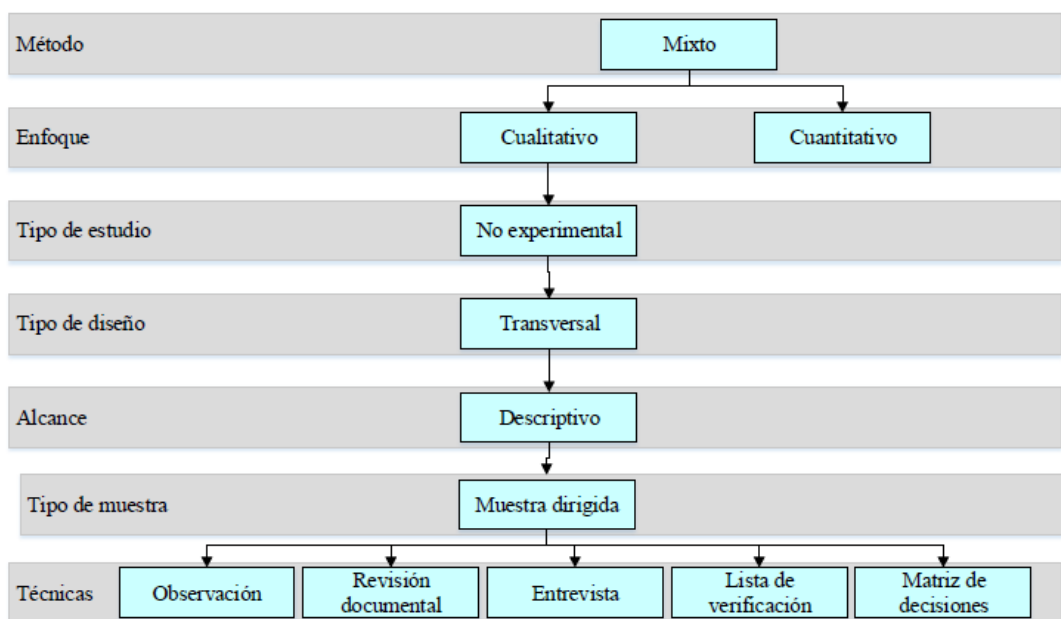 Método
Mixto
Enfoque
Cualitativo
Cuantitativo
Tipo de estudio
No experimental
Tipo de diseño
Transversal
Alcance
Descriptivo
Tipo de muestra
Muestra dirigida
Técnicas
Observación
Revisión
documental
Entrevista
Lista de
verificación
Matriz de
decisiones